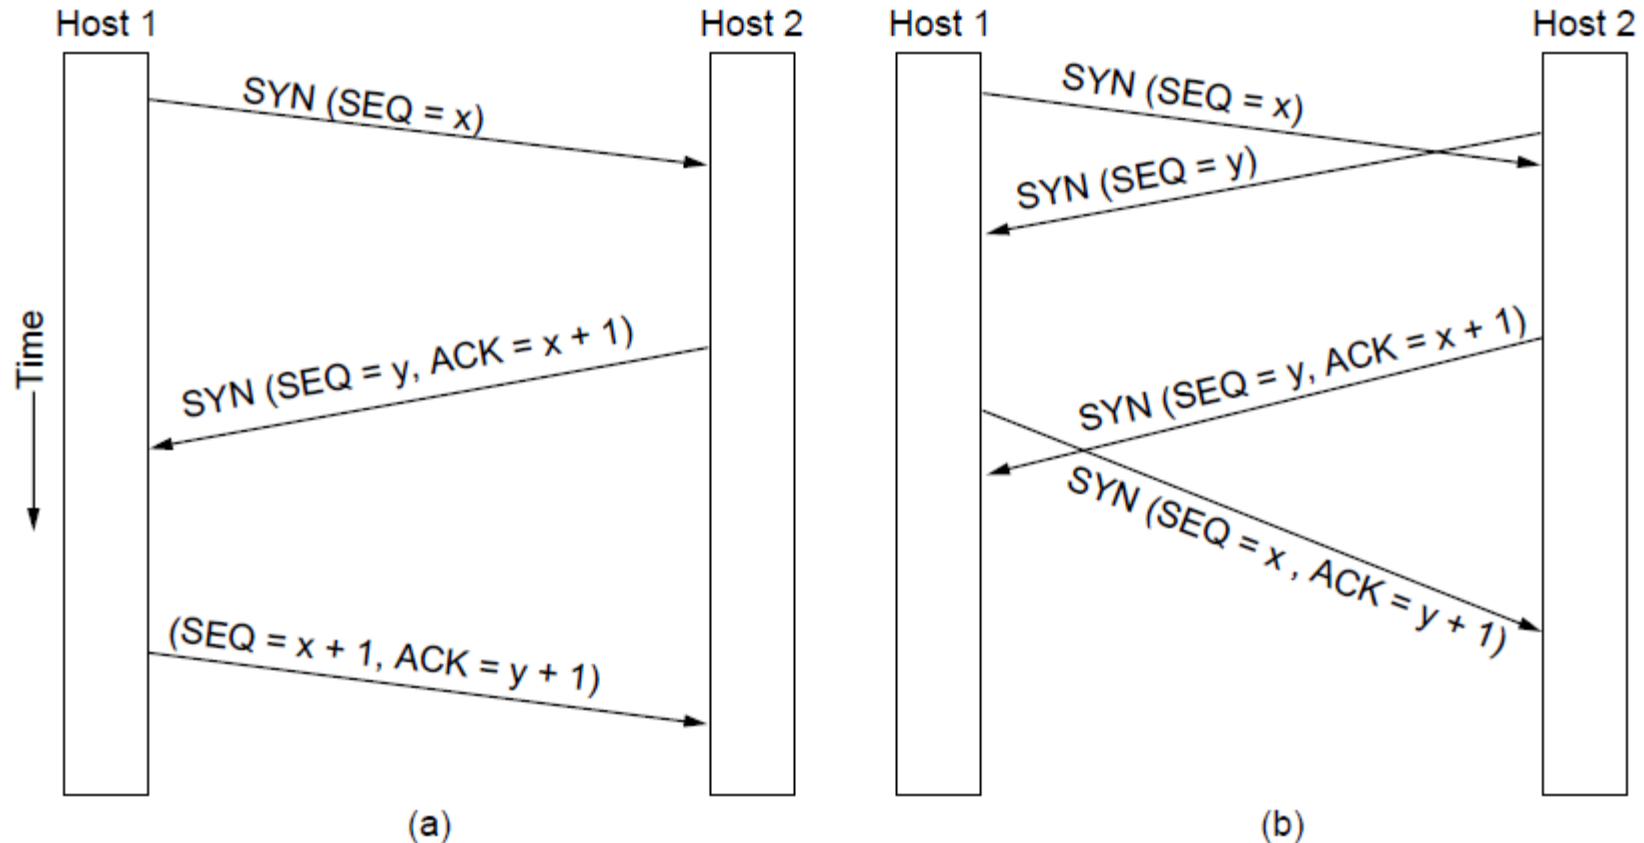 Host 1
Host 2
SYN (SEQ = x)
SYN (SEQ = y, ACK = x + 1)
(SEQ = x + 1, ACK = y + 1)
Time
(a)
Host 1
Host 2
SYN (SEQ = x)
SYN (SEQ = y)
SYN (SEQ = y, ACK = x + 1)
SYN (SEQ = x , ACK = y + 1)
(b)